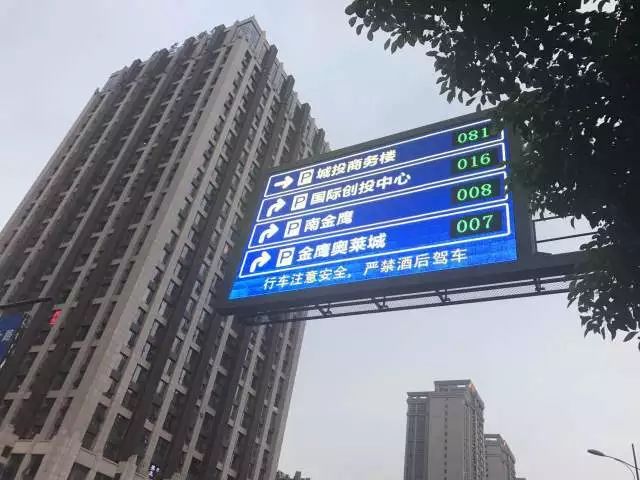 P 城投商务楼 081
P 国际创投中心 016
P 南金鹰 008
P 金鹰奥莱城 007
行车注意安全，严禁酒后驾车